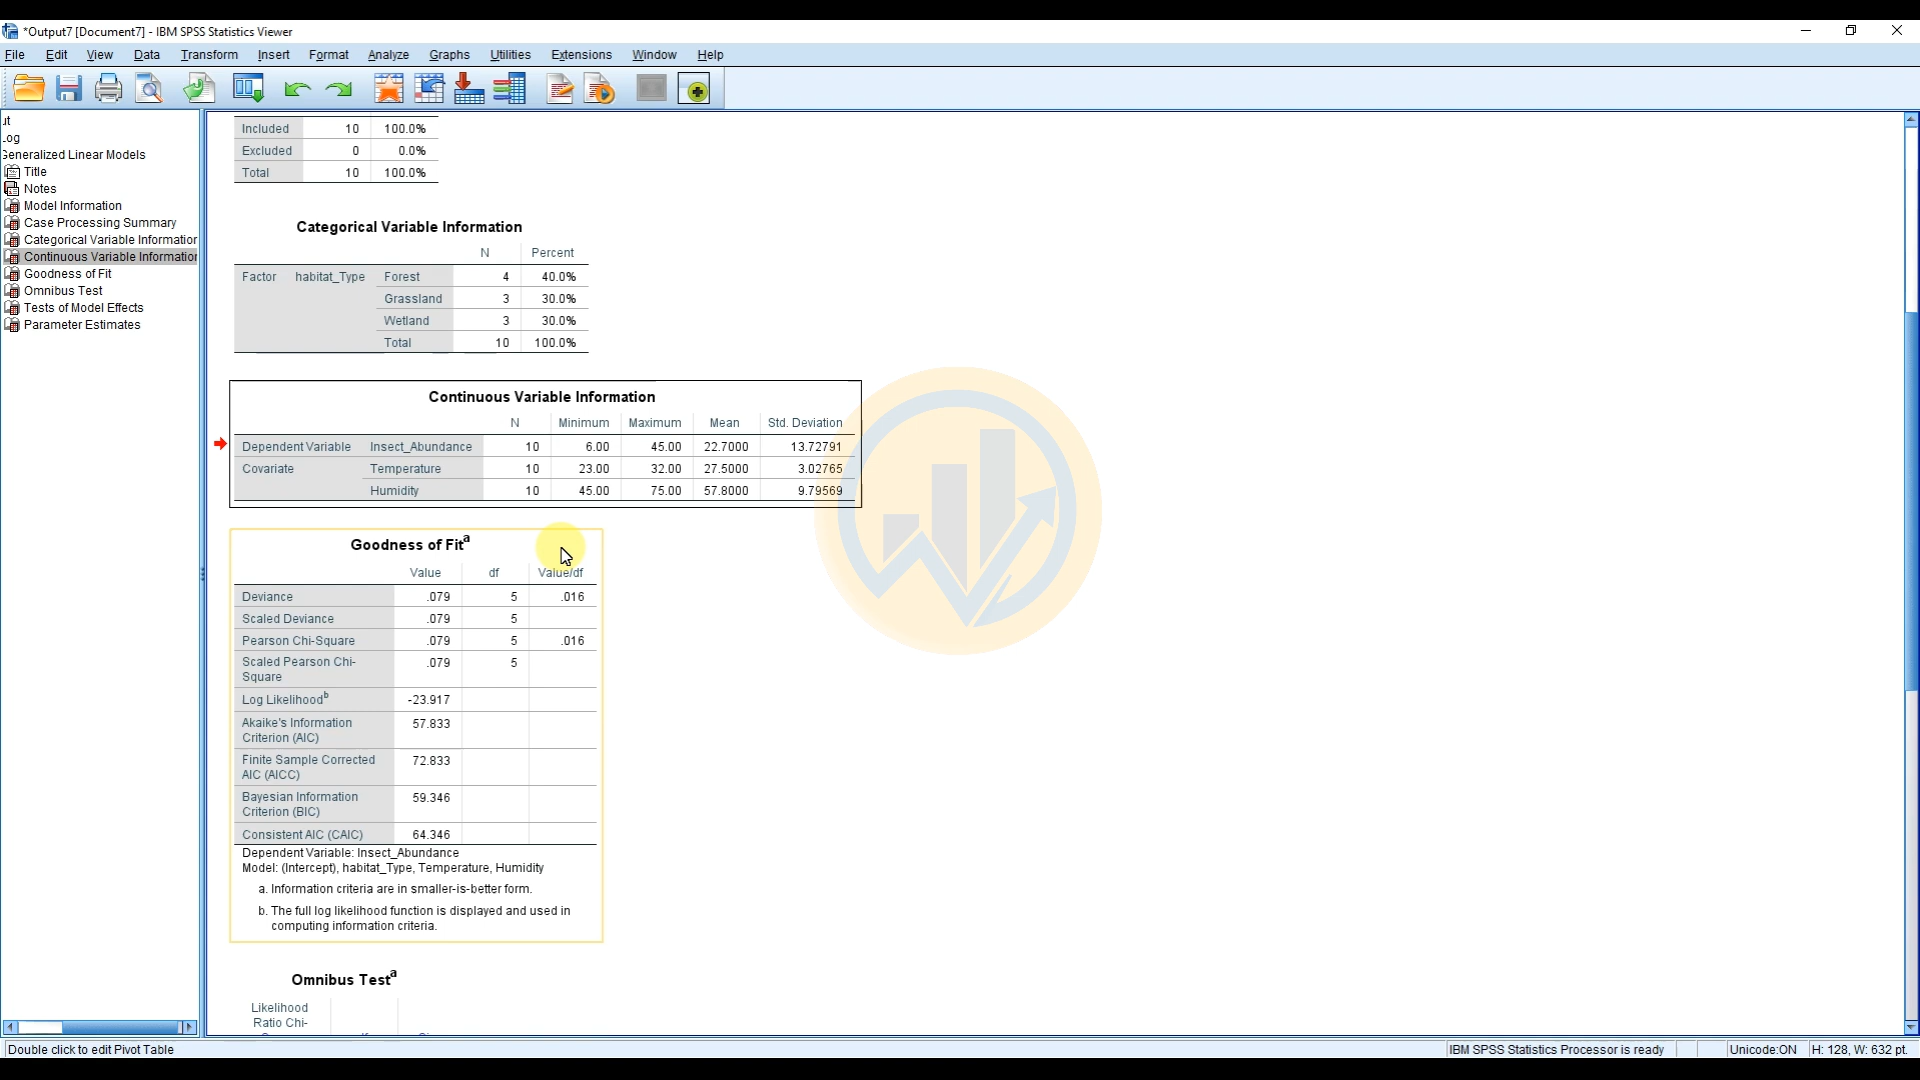 *Output7 [Document7] - IBM SPSS Statistics Viewer
File Edit View Data Transform Insert Format Analyze Graphs Utilities Extensions Window Help
ut
Log
Generalized Linear Models
Title
Notes
Model Information
Case Processing Summary
Categorical Variable Information
Continuous Variable Information
Goodness of Fit
Omnibus Test
Tests of Model Effects
Parameter Estimates
Included 10 100.0%
Excluded 0 0.0%
Total 10 100.0%
Categorical Variable Information
N Percent
Factor habitat_Type Forest 4 40.0%
Grassland 3 30.0%
Wetland 3 30.0%
Total 10 100.0%
Continuous Variable Information
N Minimum Maximum Mean Std. Deviation
Dependent Variable Insect_Abundance 10 6.00 45.00 22.7000 13.72791
Covariate Temperature 10 23.00 32.00 27.5000 3.02765
Humidity 10 45.00 75.00 57.8000 9.79569
Goodness of Fitᵃ
Value df Value/df
Deviance .079 5 .016
Scaled Deviance .079 5
Pearson Chi-Square .079 5 .016
Scaled Pearson Chi- .079 5
Square
Log Likelihoodᵇ -23.917
Akaike's Information 57.833
Criterion (AIC)
Finite Sample Corrected 72.833
AIC (AICC)
Bayesian Information 59.346
Criterion (BIC)
Consistent AIC (CAIC) 64.346
Dependent Variable: Insect_Abundance
Model: (Intercept), habitat_Type, Temperature, Humidity
a. Information criteria are in smaller-is-better form.
b. The full log likelihood function is displayed and used in
computing information criteria.
Omnibus Testᵃ
Likelihood
Ratio Chi-
Double click to edit Pivot Table
IBM SPSS Statistics Processor is ready Unicode:ON H: 128, W: 632 pt.